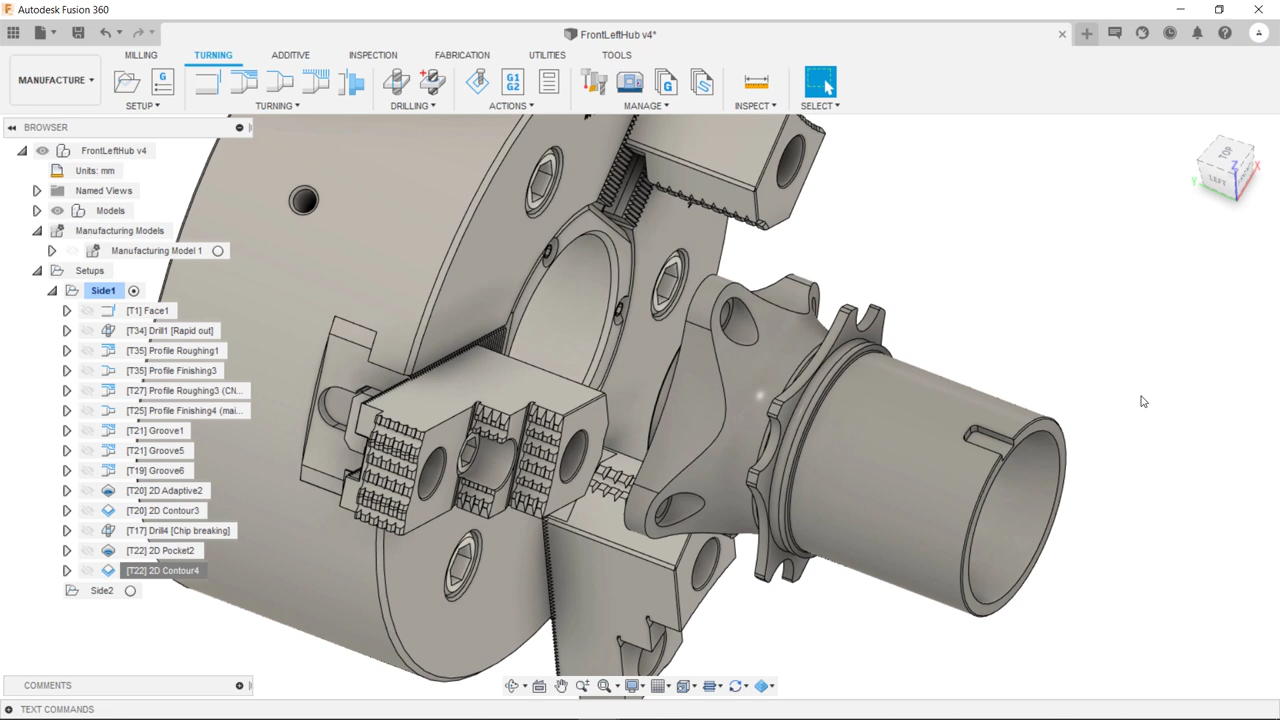 Autodesk Fusion 360
FrontLeftHub v4*
MANUFACTURE
MILLING TURNING ADDITIVE INSPECTION FABRICATION UTILITIES TOOLS
G G1 G2 G
SETUP TURNING DRILLING ACTIONS MANAGE INSPECT SELECT
BROWSER
FrontLeftHub v4
Units: mm
Named Views
Models
Manufacturing Models
Manufacturing Model 1
Setups
Side1
[T1] Face1
[T34] Drill1 [Rapid out]
[T35] Profile Roughing1
[T35] Profile Finishing3
[T27] Profile Roughing3 (CN...
[T25] Profile Finishing4 (mai...
[T21] Groove1
[T21] Groove5
[T19] Groove6
[T20] 2D Adaptive2
[T20] 2D Contour3
[T17] Drill4 [Chip breaking]
[T22] 2D Pocket2
[T22] 2D Contour4
Side2
TOP
LEFT
Z
Y
X
COMMENTS
TEXT COMMANDS